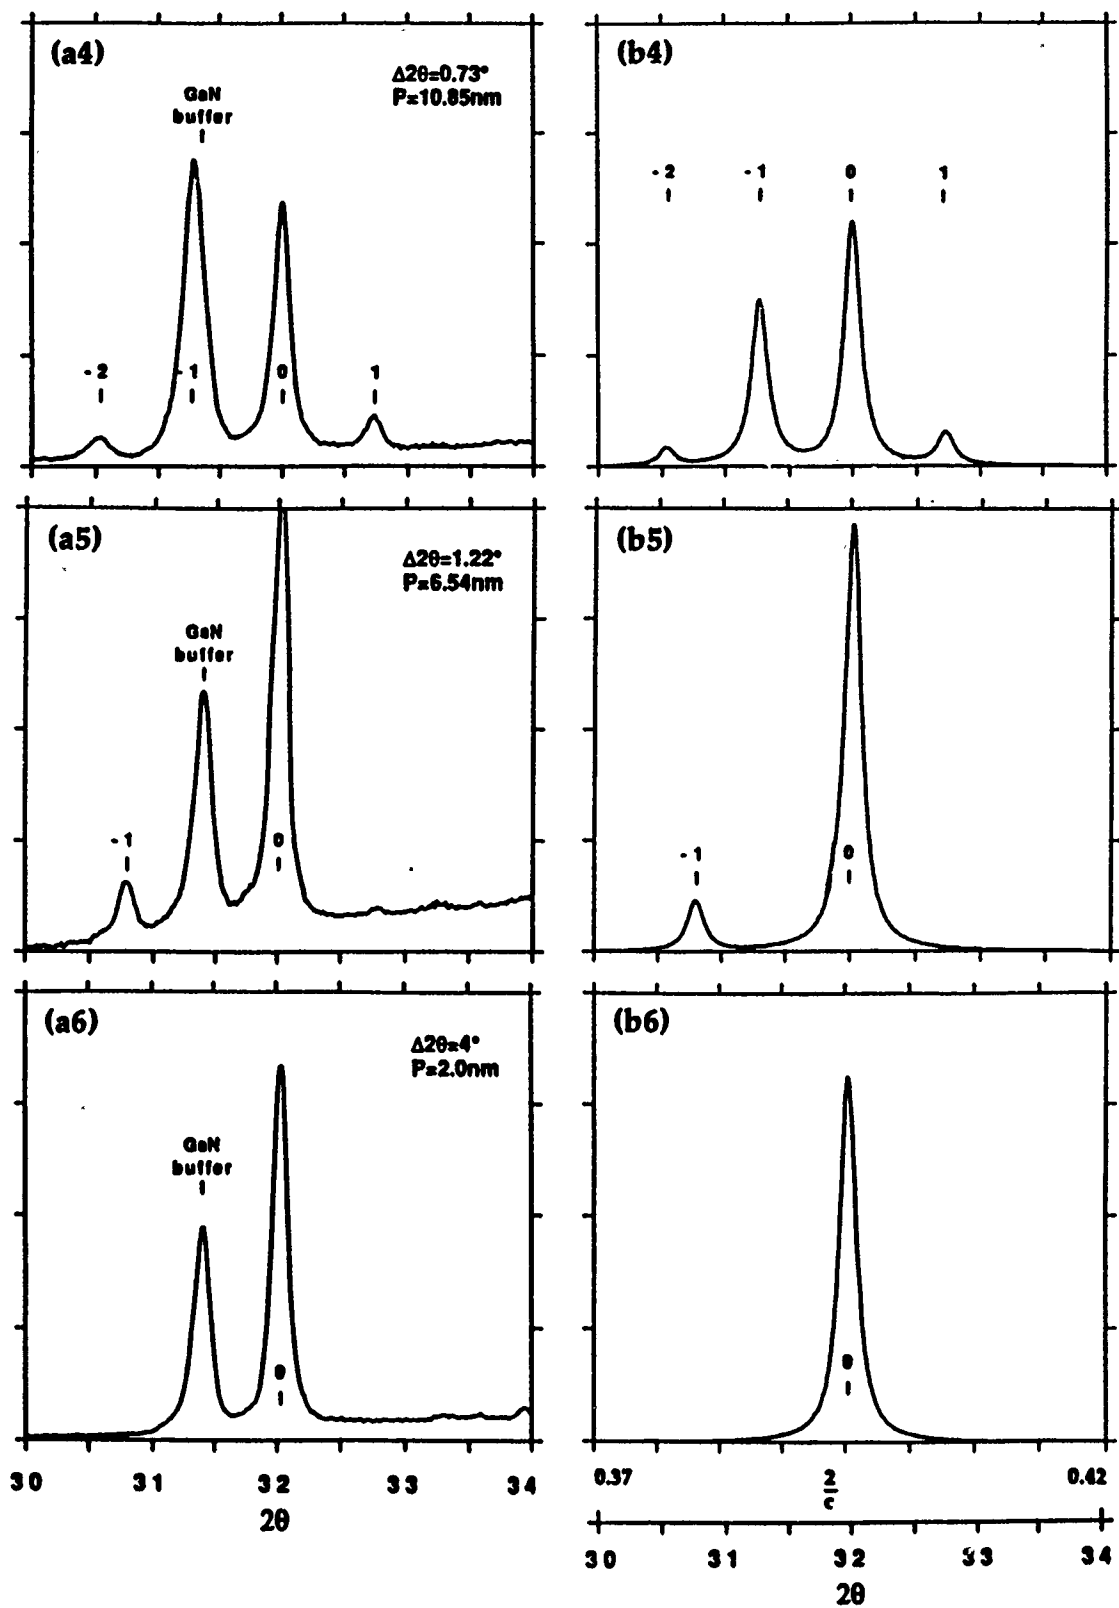 (a4)
Δ2θ=0.73°
P=10.85nm
GaN
buffer
-2
-1
0
1
(b4)
-2
-1
0
1
(a5)
Δ2θ=1.22°
P=6.54nm
GaN
buffer
-1
0
(b5)
-1
0
(a6)
Δ2θ=4°
P=2.0nm
GaN
buffer
0
(b6)
0
30 31 32 33 34
2θ
0.37 2/c 0.42
30 31 32 33 34
2θ